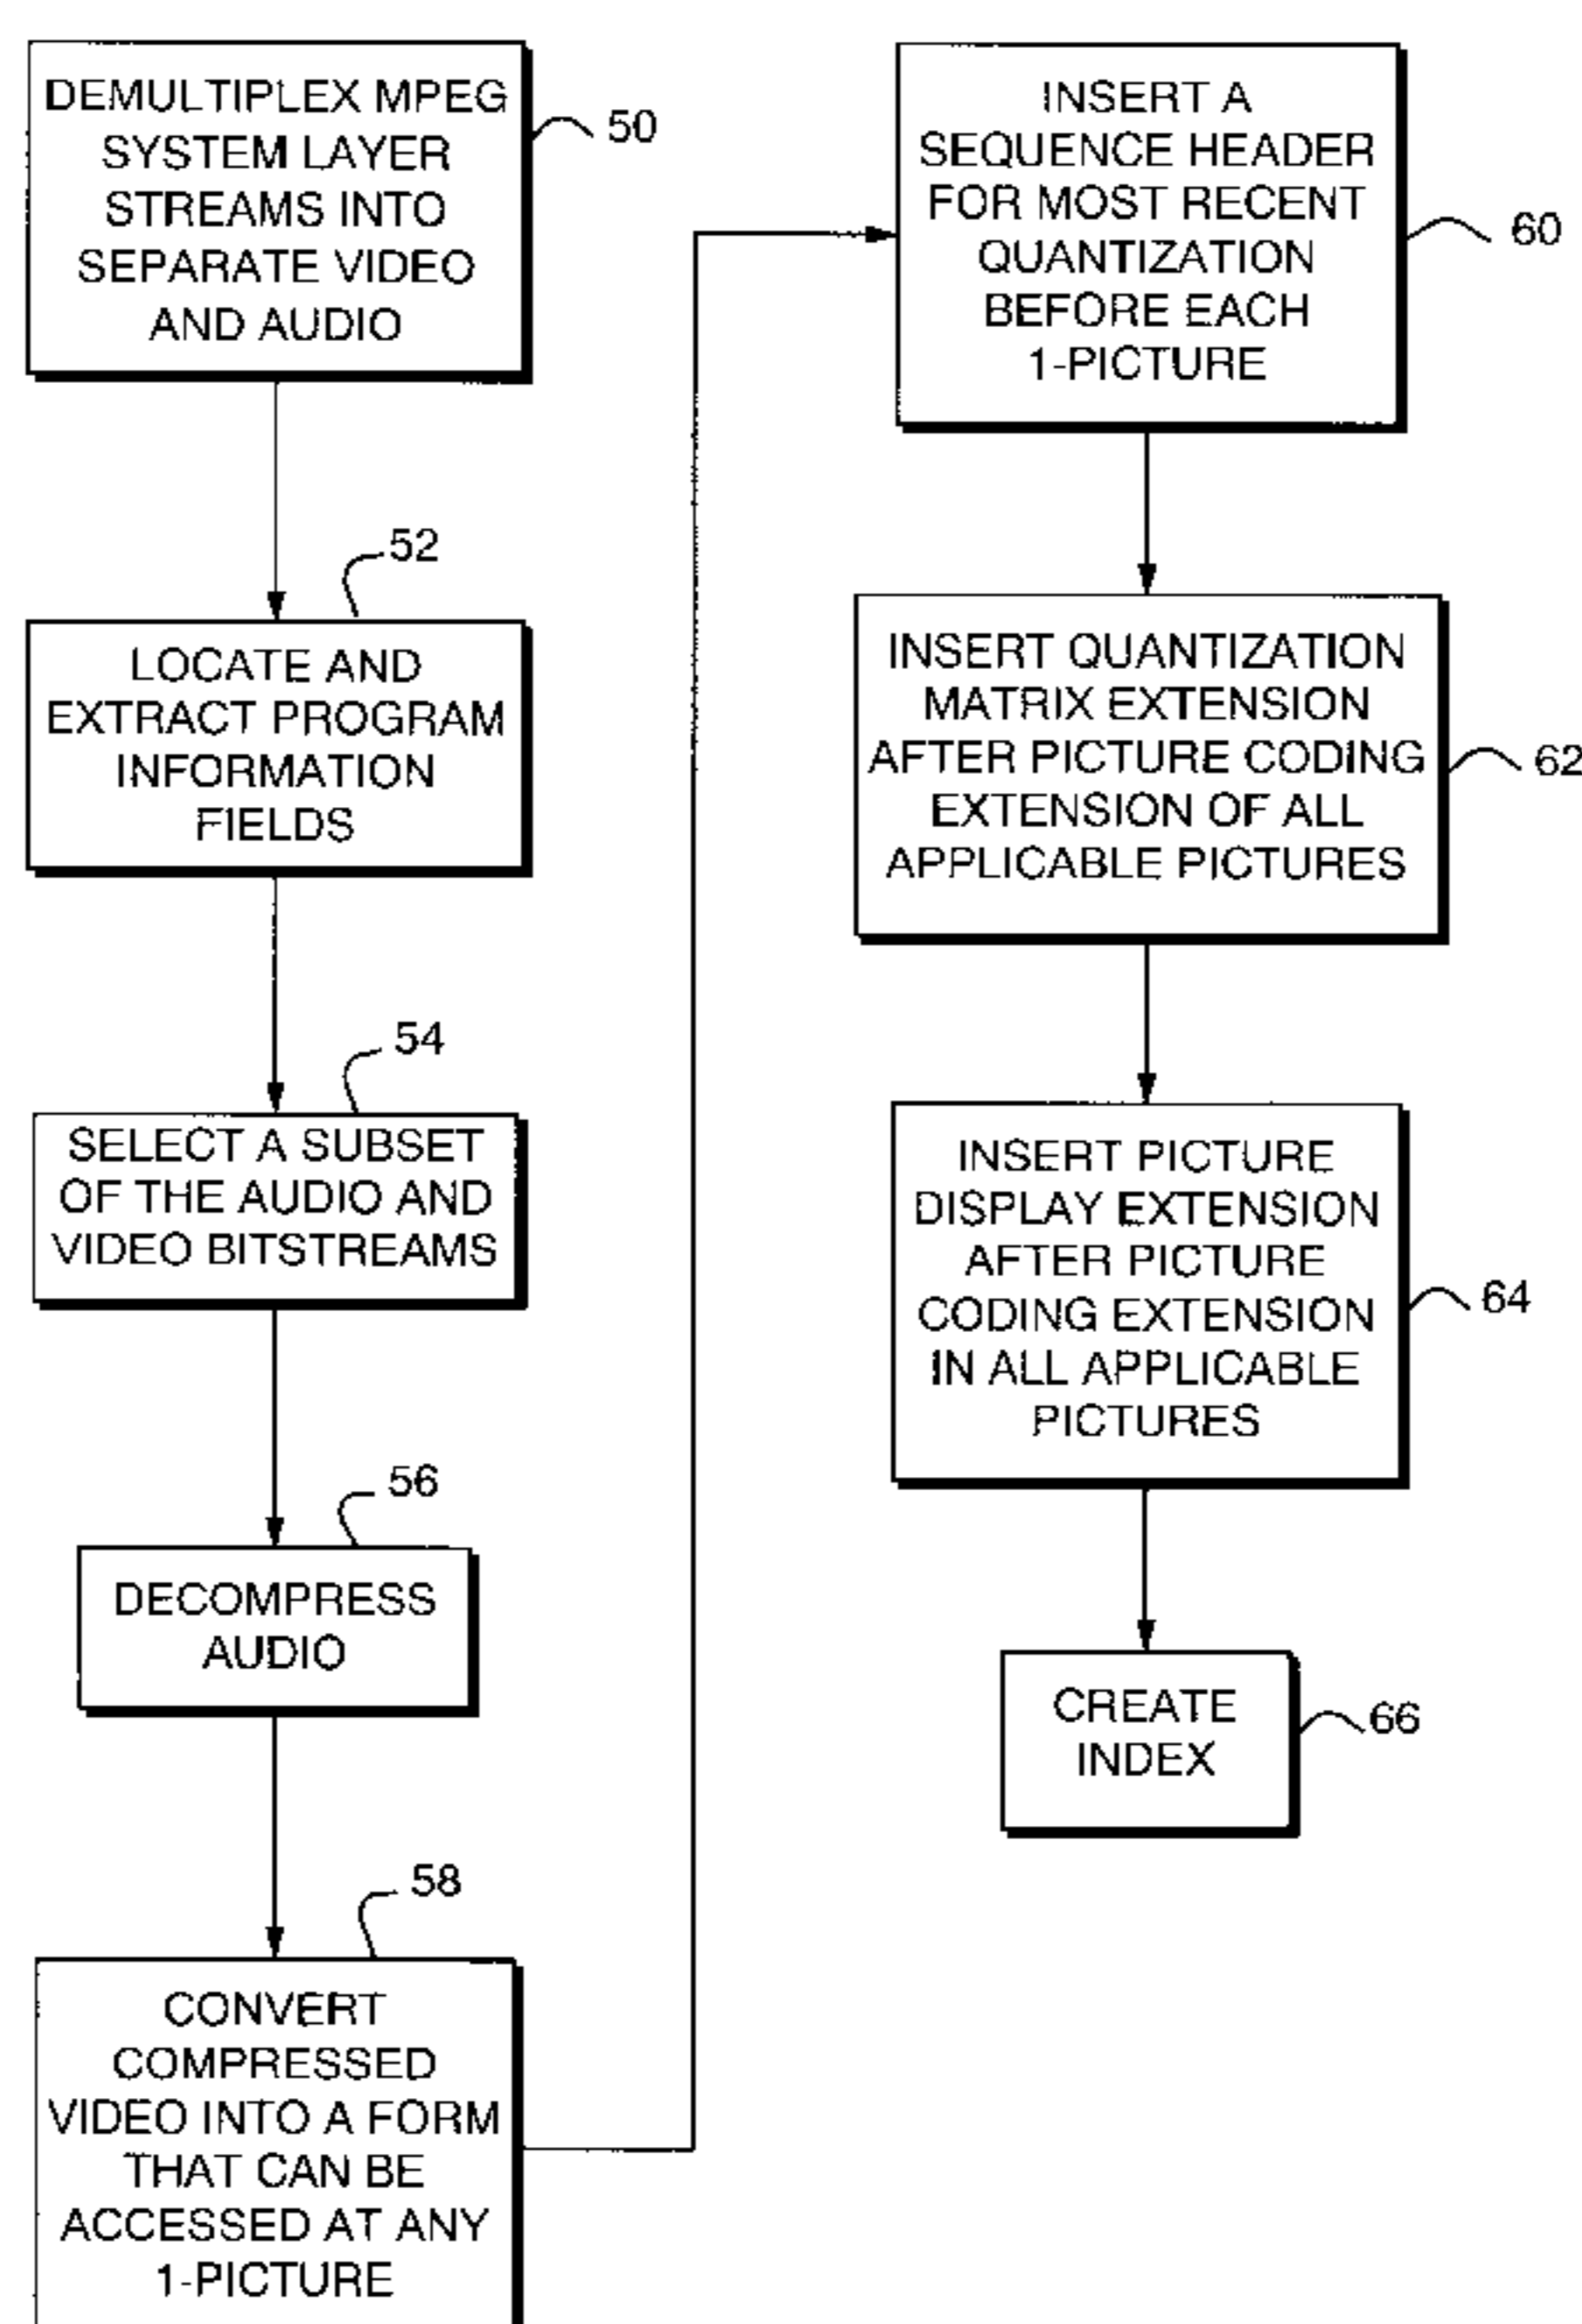 DEMULTIPLEX MPEG
SYSTEM LAYER
STREAMS INTO
SEPARATE VIDEO
AND AUDIO
50
52
LOCATE AND
EXTRACT PROGRAM
INFORMATION
FIELDS
54
SELECT A SUBSET
OF THE AUDIO AND
VIDEO BITSTREAMS
56
DECOMPRESS
AUDIO
58
CONVERT
COMPRESSED
VIDEO INTO A FORM
THAT CAN BE
ACCESSED AT ANY
1-PICTURE
INSERT A
SEQUENCE HEADER
FOR MOST RECENT
QUANTIZATION
BEFORE EACH
1-PICTURE
60
INSERT QUANTIZATION
MATRIX EXTENSION
AFTER PICTURE CODING
EXTENSION OF ALL
APPLICABLE PICTURES
62
INSERT PICTURE
DISPLAY EXTENSION
AFTER PICTURE
CODING EXTENSION
IN ALL APPLICABLE
PICTURES
64
CREATE
INDEX
66